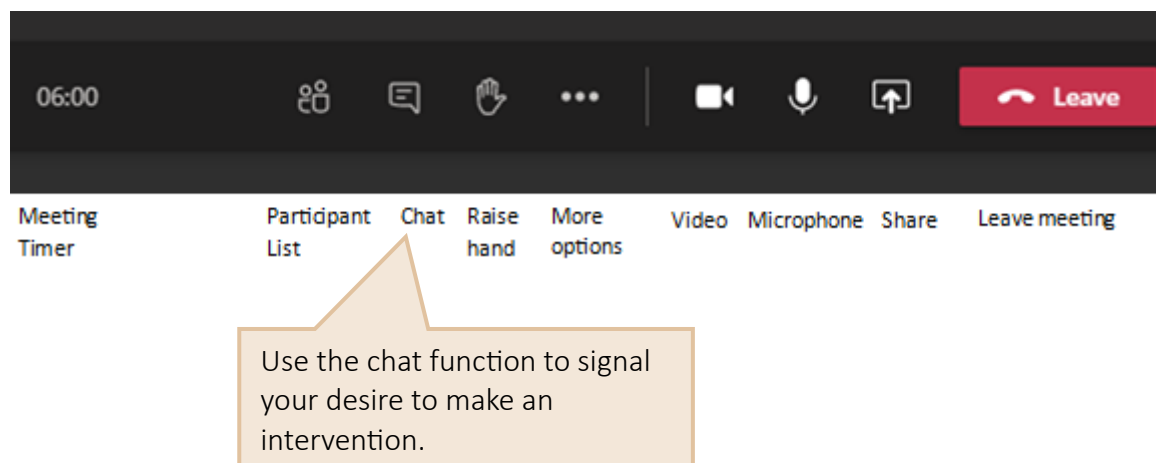 06:00 Leave
Meeting Timer
Participant List
Chat
Raise hand
More options
Video
Microphone
Share
Leave meeting
Use the chat function to signal
your desire to make an
intervention.